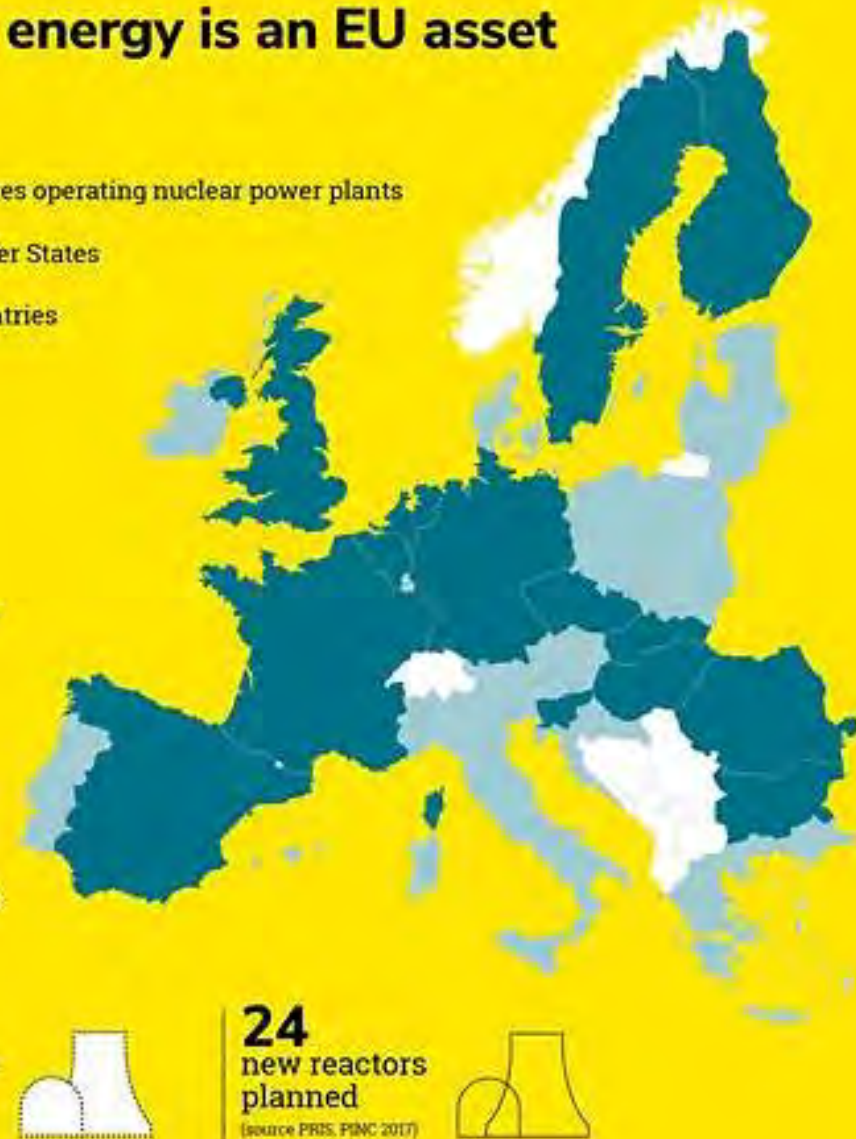 energy is an EU asset
es operating nuclear power plants
er States
tries
24
new reactors
planned
(source PRIS, PINC 2017)